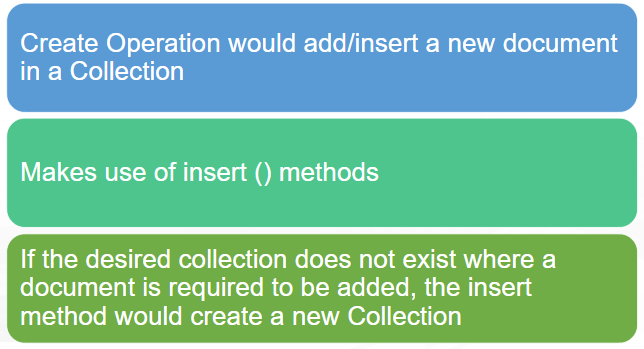 Create Operation would add/insert a new document
in a Collection
Makes use of insert () methods
If the desired collection does not exist where a
document is required to be added, the insert
method would create a new Collection